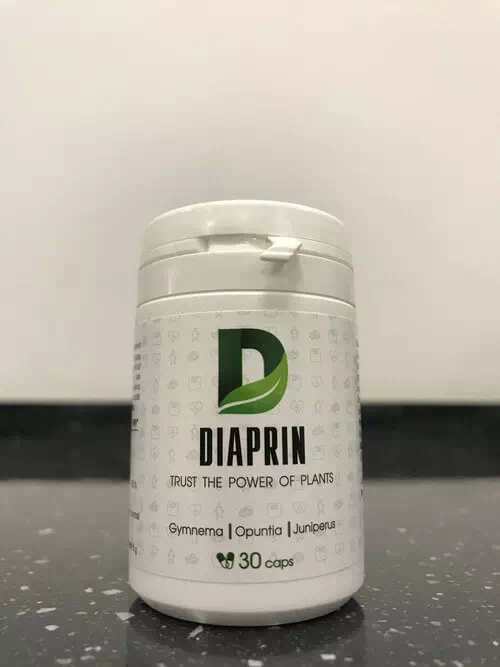 D
DIAPRIN
TRUST THE POWER OF PLANTS
Gymnema | Opuntia | Juniperus
30 caps